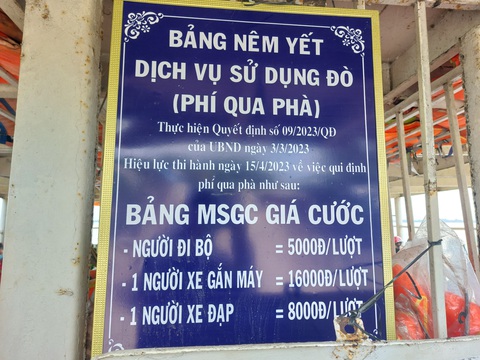 BẢNG NÊM YẾT
DỊCH VỤ SỬ DỤNG ĐÒ
(PHÍ QUA PHÀ)
Thực hiện Quyết định số 09/2023/QĐ
của UBND ngày 3/3/2023
Hiệu lực thi hành ngày 15/4/2023 về việc qui định
phí qua phà như sau:
BẢNG MSGC GIÁ CƯỚC
- NGƯỜI ĐI BỘ = 5000Đ/LƯỢT
- 1 NGƯỜI XE GẮN MÁY = 16000Đ/LƯỢT
- 1 NGƯỜI XE ĐẠP = 8000Đ/LƯỢT